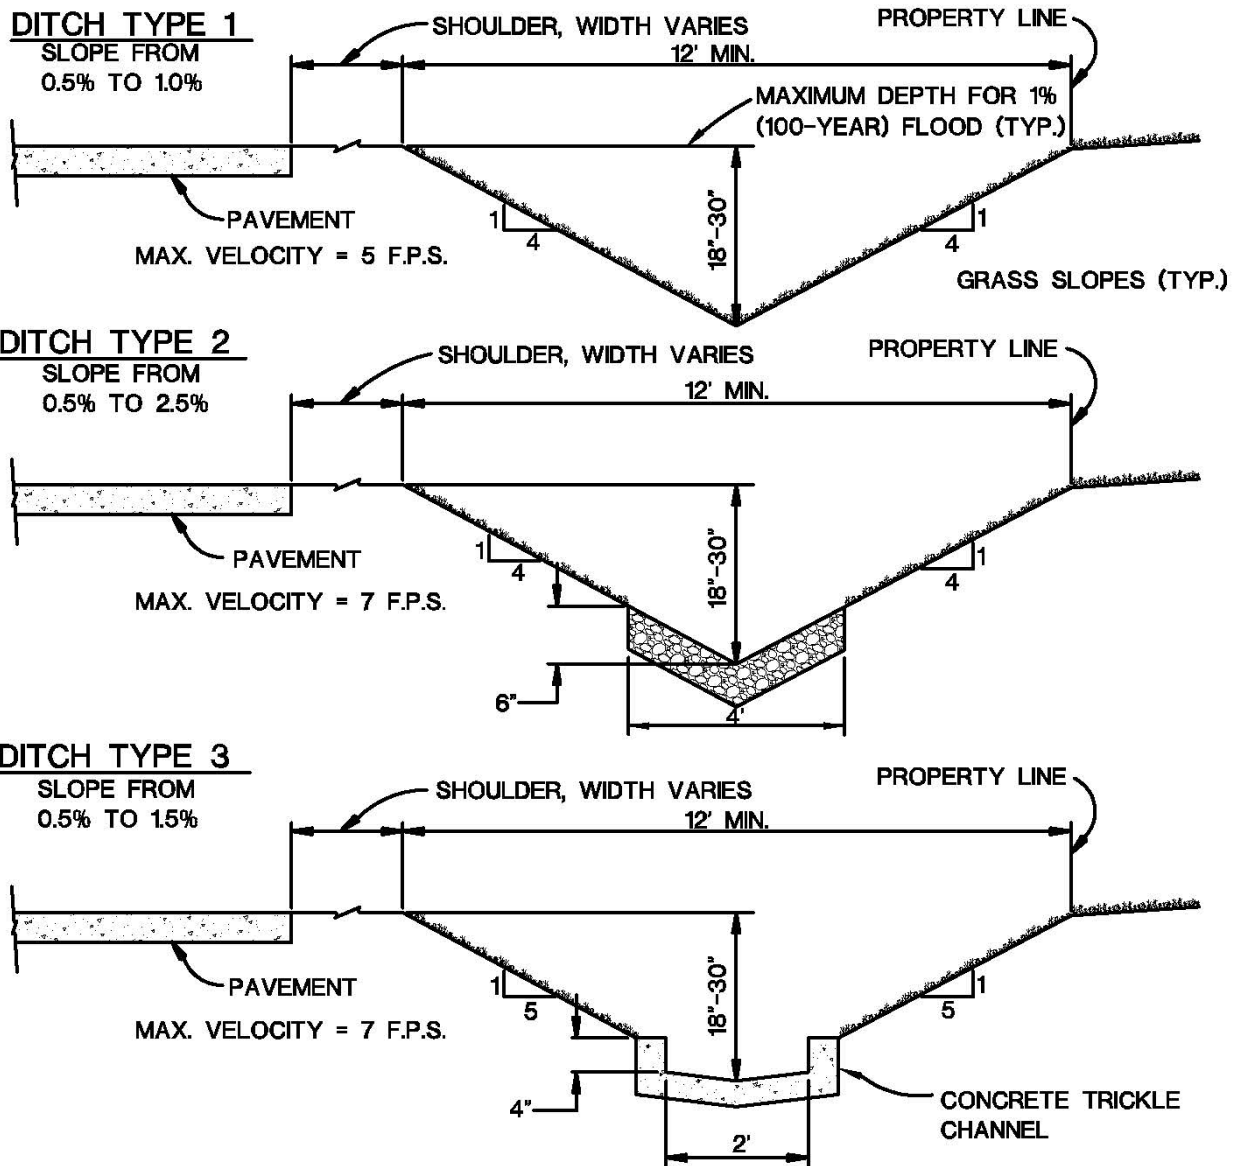 DITCH TYPE 1
SLOPE FROM
0.5% TO 1.0%
SHOULDER, WIDTH VARIES
12' MIN.
PROPERTY LINE
MAXIMUM DEPTH FOR 1%
(100-YEAR) FLOOD (TYP.)
PAVEMENT
MAX. VELOCITY = 5 F.P.S.
1
4
18"-30"
1
4
GRASS SLOPES (TYP.)
DITCH TYPE 2
SLOPE FROM
0.5% TO 2.5%
SHOULDER, WIDTH VARIES
12' MIN.
PROPERTY LINE
PAVEMENT
MAX. VELOCITY = 7 F.P.S.
1
4
18"-30"
1
4
6"
4'
DITCH TYPE 3
SLOPE FROM
0.5% TO 1.5%
SHOULDER, WIDTH VARIES
12' MIN.
PROPERTY LINE
PAVEMENT
MAX. VELOCITY = 7 F.P.S.
1
5
18"-30"
1
5
4"
2'
CONCRETE TRICKLE
CHANNEL